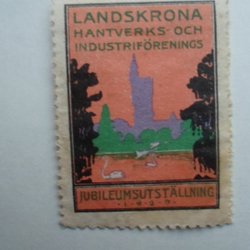 LANDSKRONA
HANTVERKS- OCH
INDUSTRIFÖRENINGS
JUBILEUMSUTSTÄLLNING